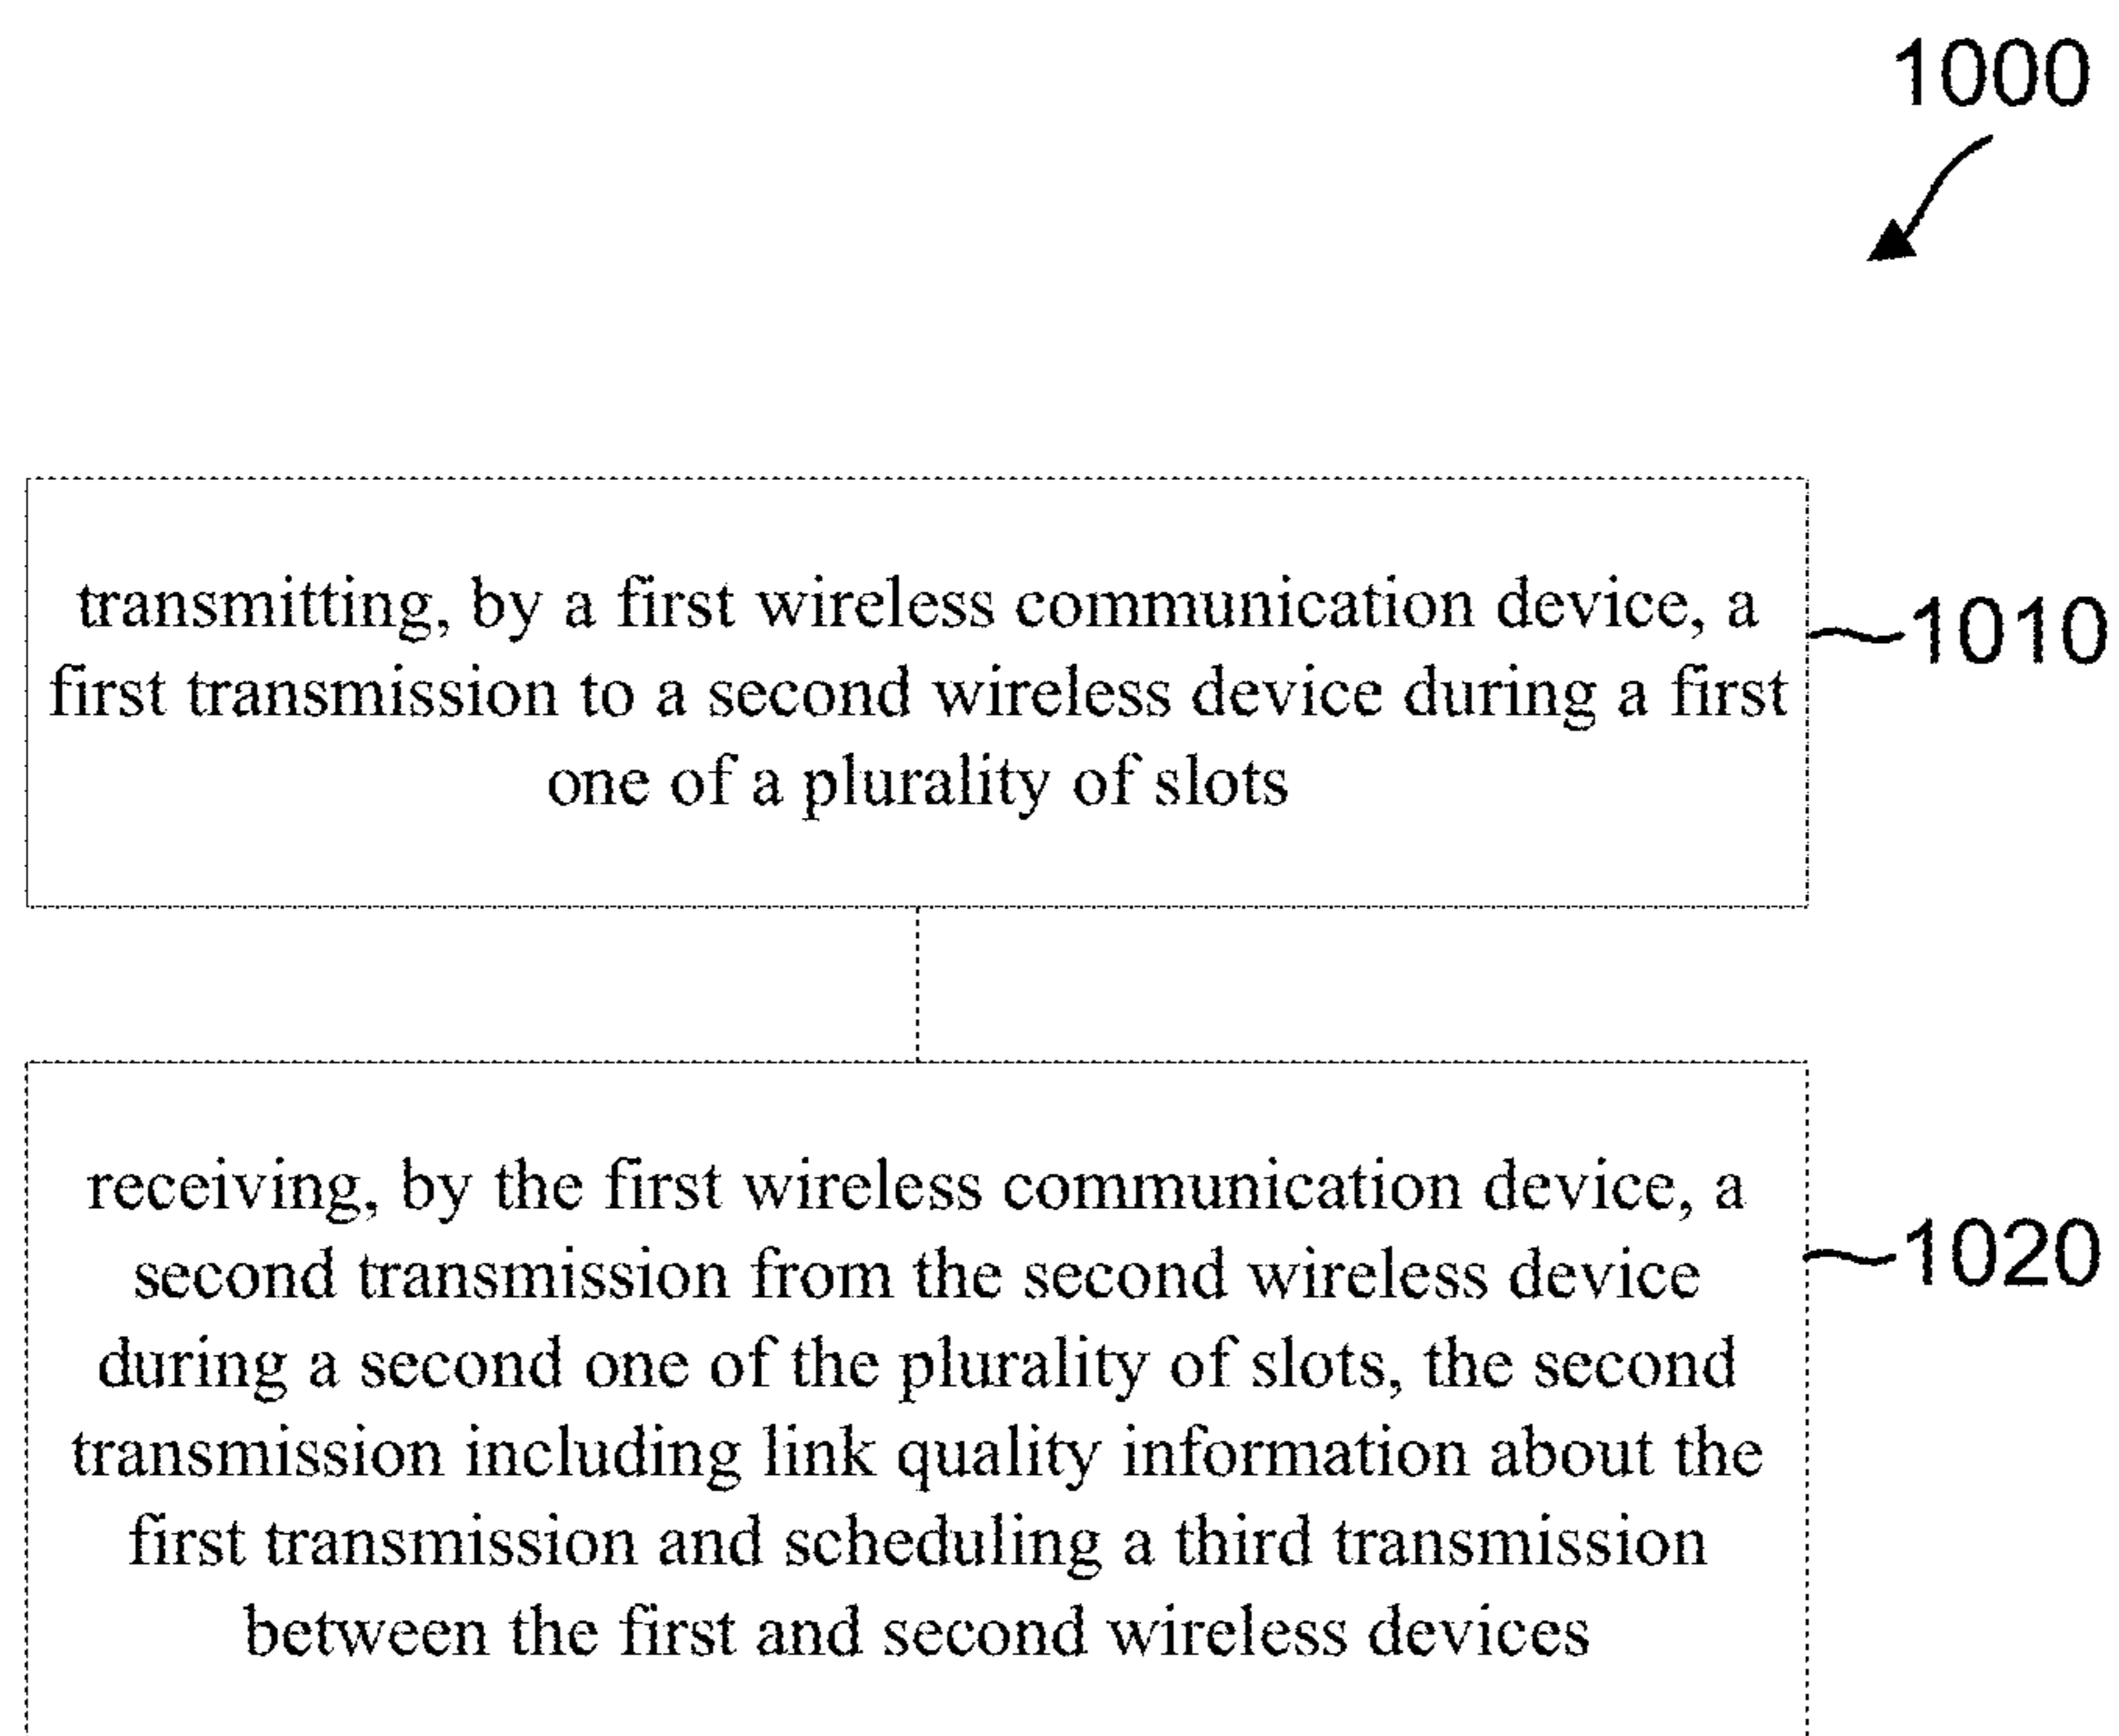 1000
transmitting, by a first wireless communication device, a
first transmission to a second wireless device during a first
one of a plurality of slots
1010
receiving, by the first wireless communication device, a
second transmission from the second wireless device
during a second one of the plurality of slots, the second
transmission including link quality information about the
first transmission and scheduling a third transmission
between the first and second wireless devices
1020